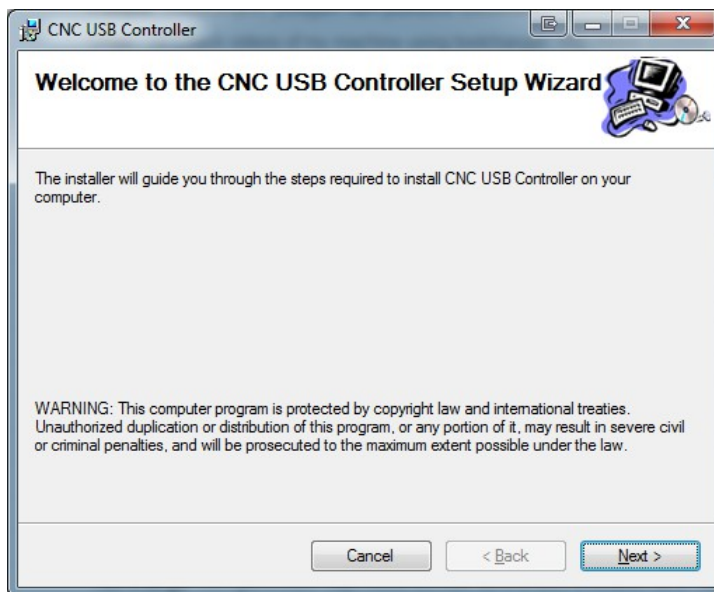 CNC USB Controller
Welcome to the CNC USB Controller Setup Wizard
The installer will guide you through the steps required to install CNC USB Controller on your
computer.
WARNING: This computer program is protected by copyright law and international treaties.
Unauthorized duplication or distribution of this program, or any portion of it, may result in severe civil
or criminal penalties, and will be prosecuted to the maximum extent possible under the law.
Cancel < Back Next >